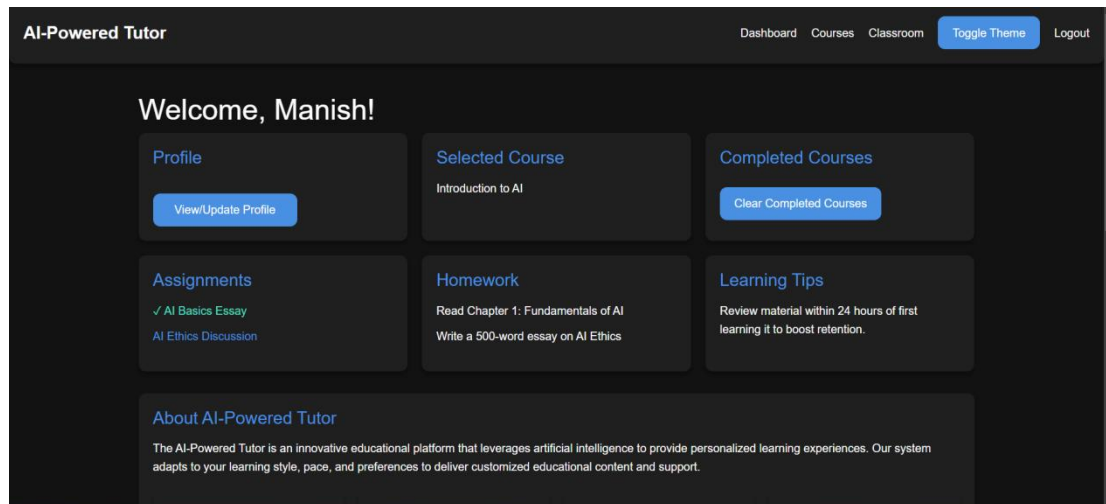 AI-Powered Tutor
Dashboard Courses Classroom Toggle Theme Logout
Welcome, Manish!
Profile
View/Update Profile
Selected Course
Introduction to AI
Completed Courses
Clear Completed Courses
Assignments
✓ AI Basics Essay
AI Ethics Discussion
Homework
Read Chapter 1: Fundamentals of AI
Write a 500-word essay on AI Ethics
Learning Tips
Review material within 24 hours of first
learning it to boost retention.
About AI-Powered Tutor
The AI-Powered Tutor is an innovative educational platform that leverages artificial intelligence to provide personalized learning experiences. Our system
adapts to your learning style, pace, and preferences to deliver customized educational content and support.